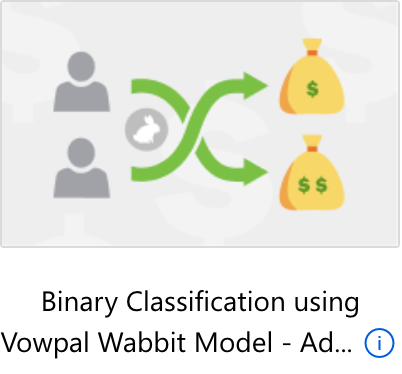 $
$ $
Binary Classification using
Vowpal Wabbit Model - Ad...